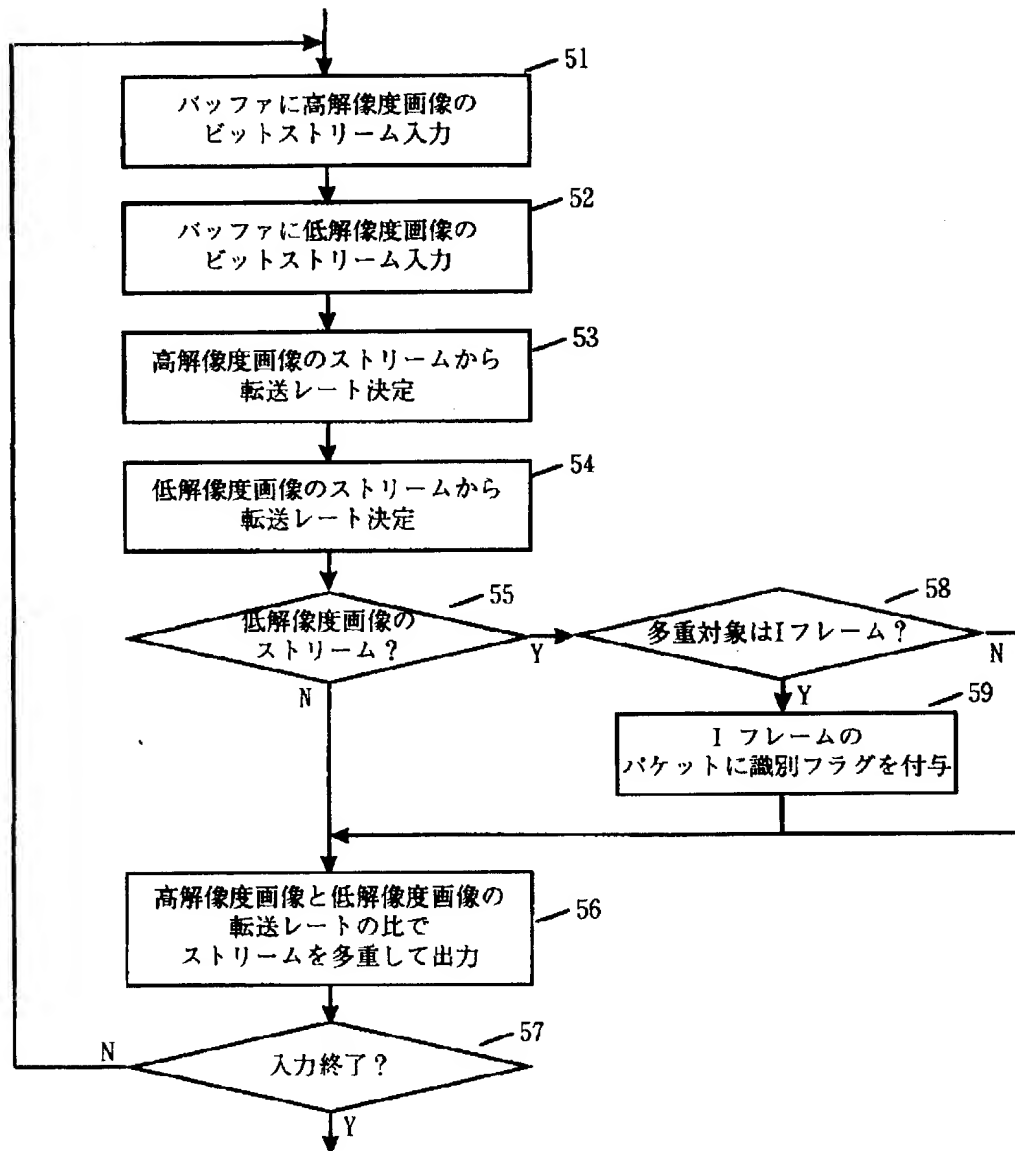 51
バッファに高解像度画像の
ビットストリーム入力
52
バッファに低解像度画像の
ビットストリーム入力
53
高解像度画像のストリームから
転送レート決定
54
低解像度画像のストリームから
転送レート決定
55
低解像度画像の
ストリーム？
Y
N
58
多重対象はIフレーム？
N
Y
59
I フレームの
パケットに識別フラグを付与
56
高解像度画像と低解像度画像の
転送レートの比で
ストリームを多重して出力
57
入力終了？
N
Y